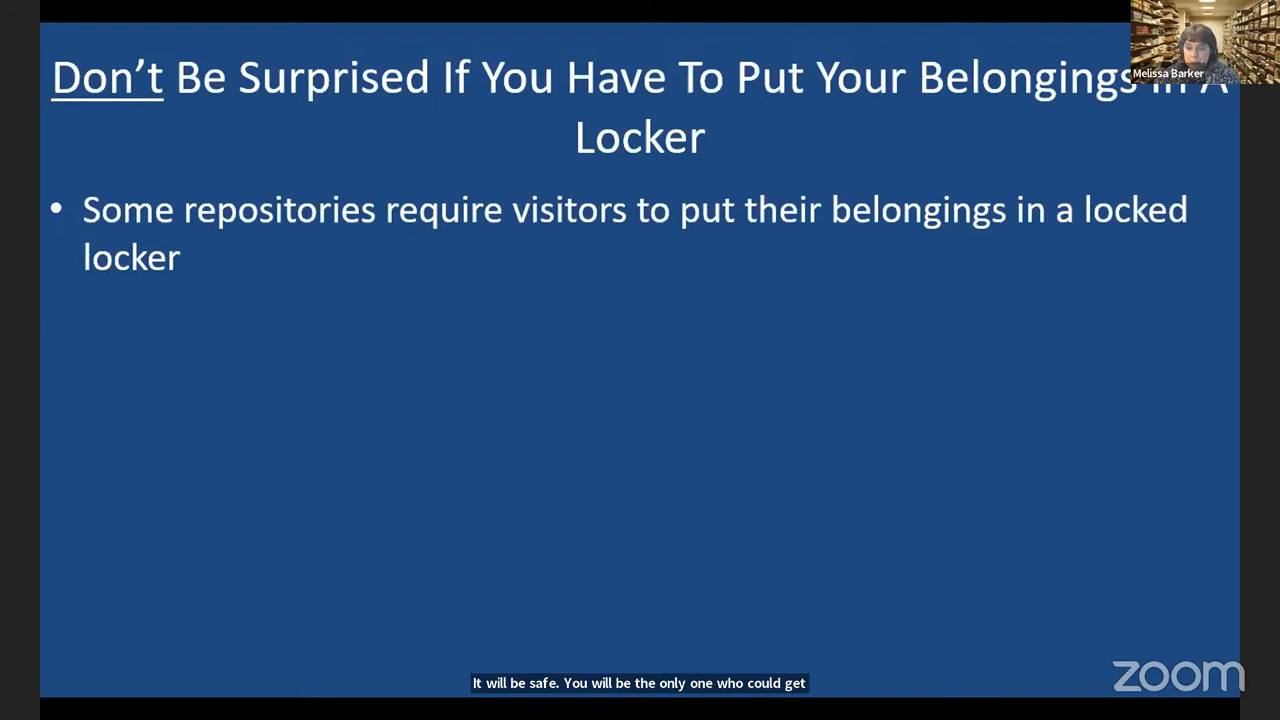 Don't Be Surprised If You Have To Put Your Belongings In A
Locker
• Some repositories require visitors to put their belongings in a locked
locker
Melissa Barker
It will be safe. You will be the only one who could get
zoom